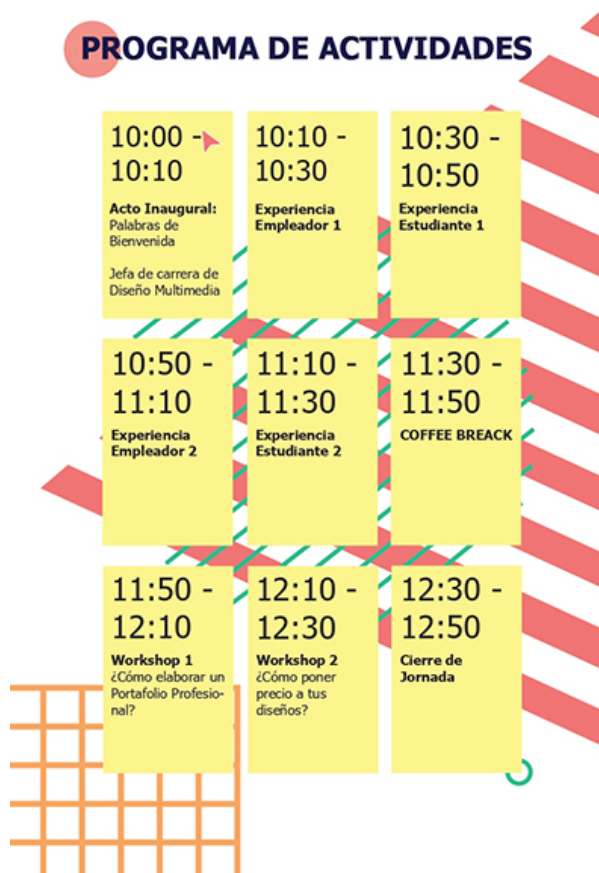 PROGRAMA DE ACTIVIDADES
10:00 -
10:10
Acto Inaugural:
Palabras de
Bienvenida
Jefa de carrera de
Diseño Multimedia
10:10 -
10:30
Experiencia
Empleador 1
10:30 -
10:50
Experiencia
Estudiante 1
10:50 -
11:10
Experiencia
Empleador 2
11:10 -
11:30
Experiencia
Estudiante 2
11:30 -
11:50
COFFEE BREACK
11:50 -
12:10
Workshop 1
¿Cómo elaborar un
Portafolio Profesio-
nal?
12:10 -
12:30
Workshop 2
¿Cómo poner
precio a tus
diseños?
12:30 -
12:50
Cierre de
Jornada